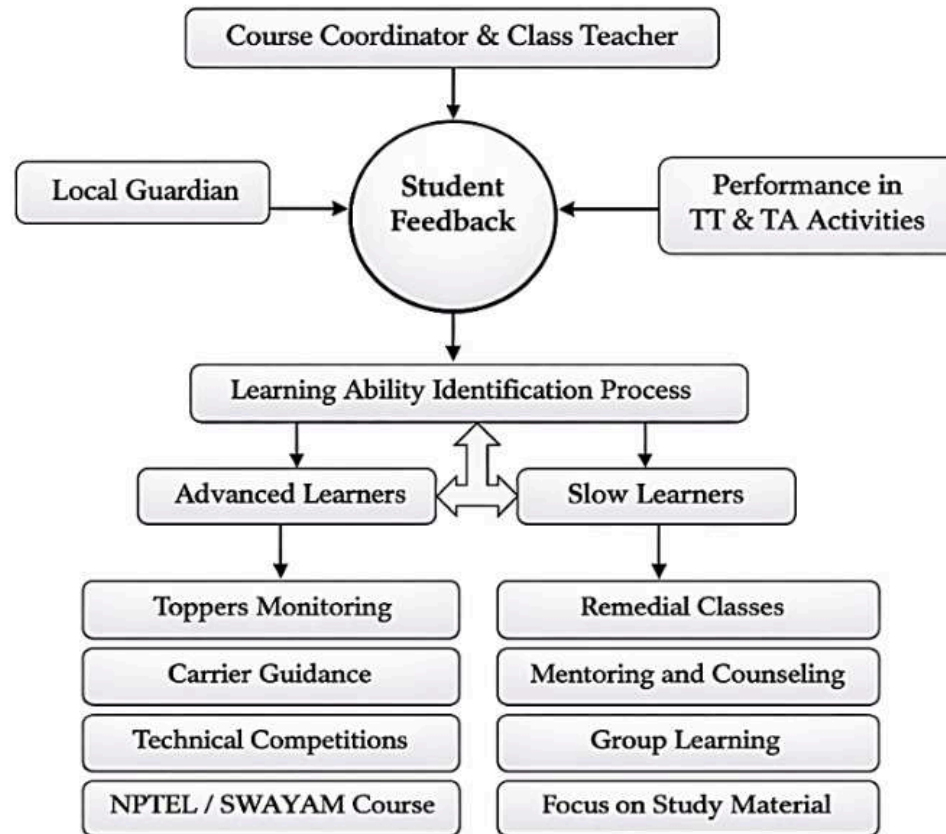 Course Coordinator & Class Teacher
Local Guardian
Student
Feedback
Performance in
TT & TA Activities
Learning Ability Identification Process
Advanced Learners
Slow Learners
Toppers Monitoring
Remedial Classes
Carrier Guidance
Mentoring and Counseling
Technical Competitions
Group Learning
NPTEL / SWAYAM Course
Focus on Study Material